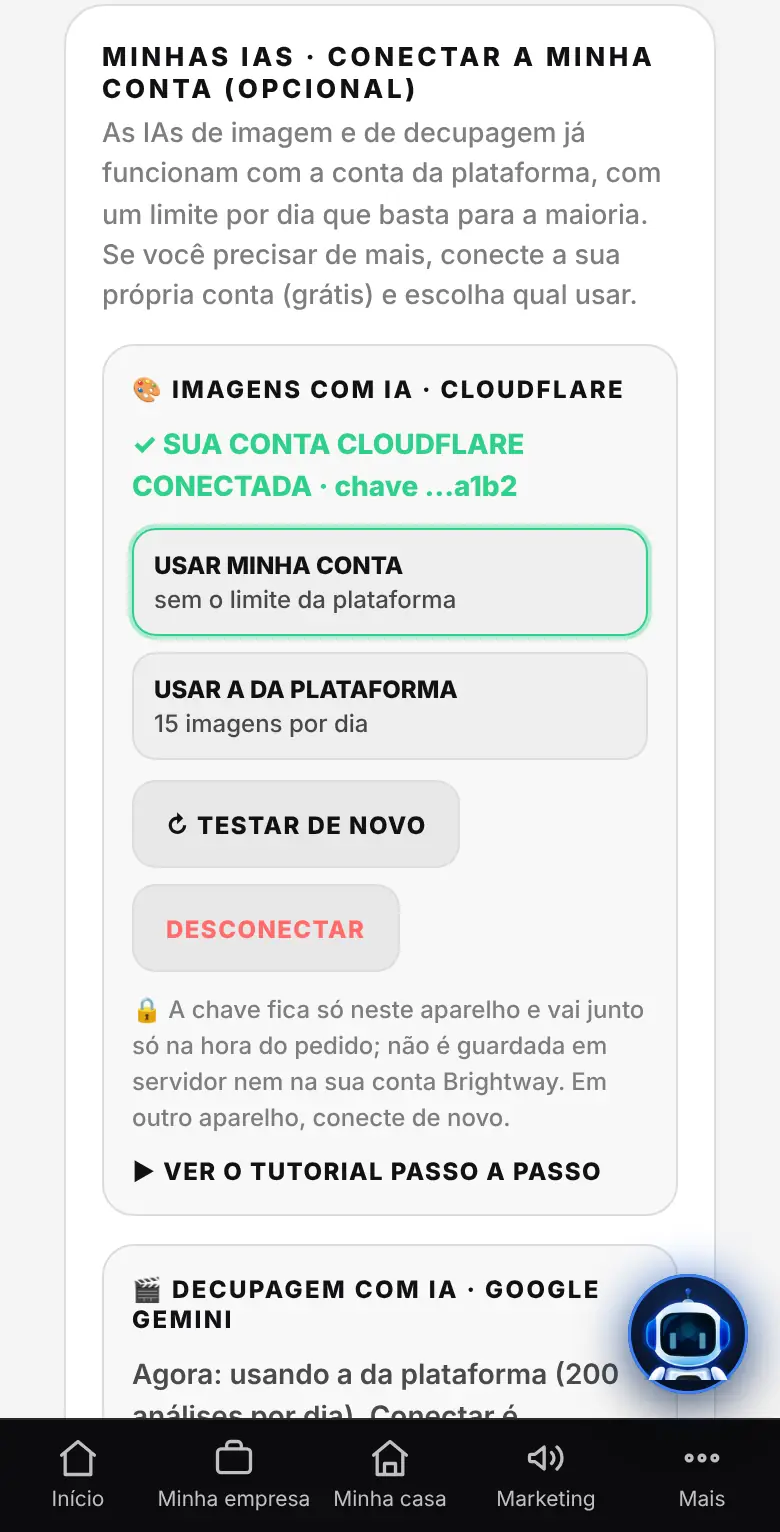 MINHAS IAS · CONECTAR A MINHA
CONTA (OPCIONAL)
As IAs de imagem e de decupagem já
funcionam com a conta da plataforma, com
um limite por dia que basta para a maioria.
Se você precisar de mais, conecte a sua
própria conta (grátis) e escolha qual usar.
🎨 IMAGENS COM IA · CLOUDFLARE
✓ SUA CONTA CLOUDFLARE
CONECTADA · chave …a1b2
USAR MINHA CONTA
sem o limite da plataforma
USAR A DA PLATAFORMA
15 imagens por dia
↻ TESTAR DE NOVO
DESCONECTAR
🔒 A chave fica só neste aparelho e vai junto
só na hora do pedido; não é guardada em
servidor nem na sua conta Brightway. Em
outro aparelho, conecte de novo.
▶ VER O TUTORIAL PASSO A PASSO
🎬 DECUPAGEM COM IA · GOOGLE
GEMINI
Agora: usando a da plataforma (200
análises por dia). Conectar é
Início
Minha empresa
Minha casa
Marketing
Mais